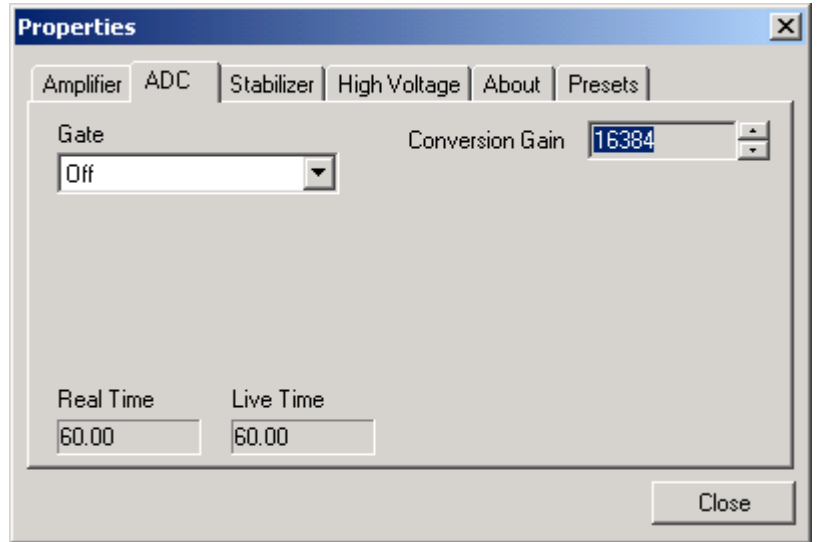 Properties
Amplifier ADC Stabilizer High Voltage About Presets
Gate
Conversion Gain 16384
Off
Real Time Live Time
60.00 60.00
Close